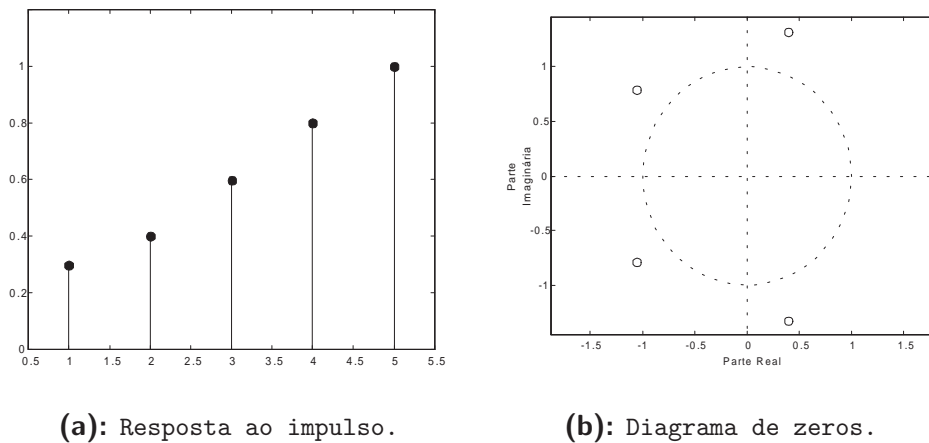 1
0.8
0.6
0.4
0.2
0
0.5 1 1.5 2 2.5 3 3.5 4 4.5 5 5.5
(a): Resposta ao impulso.
Parte
Imaginária
1
0.5
0
-0.5
-1
-1.5 -1 -0.5 0 0.5 1 1.5
Parte Real
(b): Diagrama de zeros.